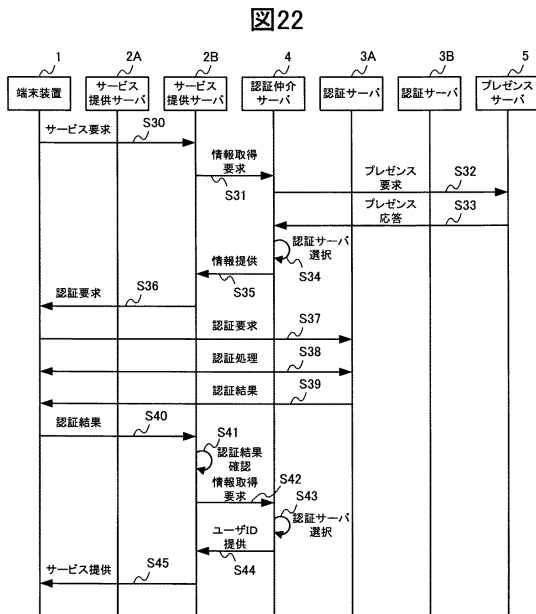 図22
1
2A
2B
4
3A
3B
5
端末装置
サービス
提供サーバ
サービス
提供サーバ
認証仲介
サーバ
認証サーバ
認証サーバ
プレゼンス
サーバ
サービス要求
S30
情報取得
要求
S31
プレゼンス
要求
S32
プレゼンス
応答
S33
認証サーバ
選択
S34
情報提供
S35
認証要求
S36
認証要求
S37
認証処理
S38
認証結果
S39
認証結果
S40
S41
認証結果
確認
情報取得
要求
S42
S43
認証サーバ
選択
ユーザID
提供
S44
サービス提供
S45